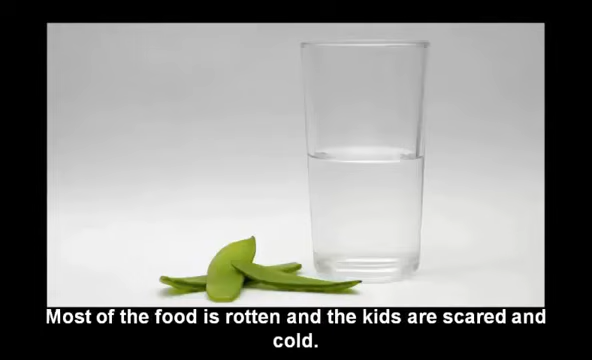 Most of the food is rotten and the kids are scared and
cold.